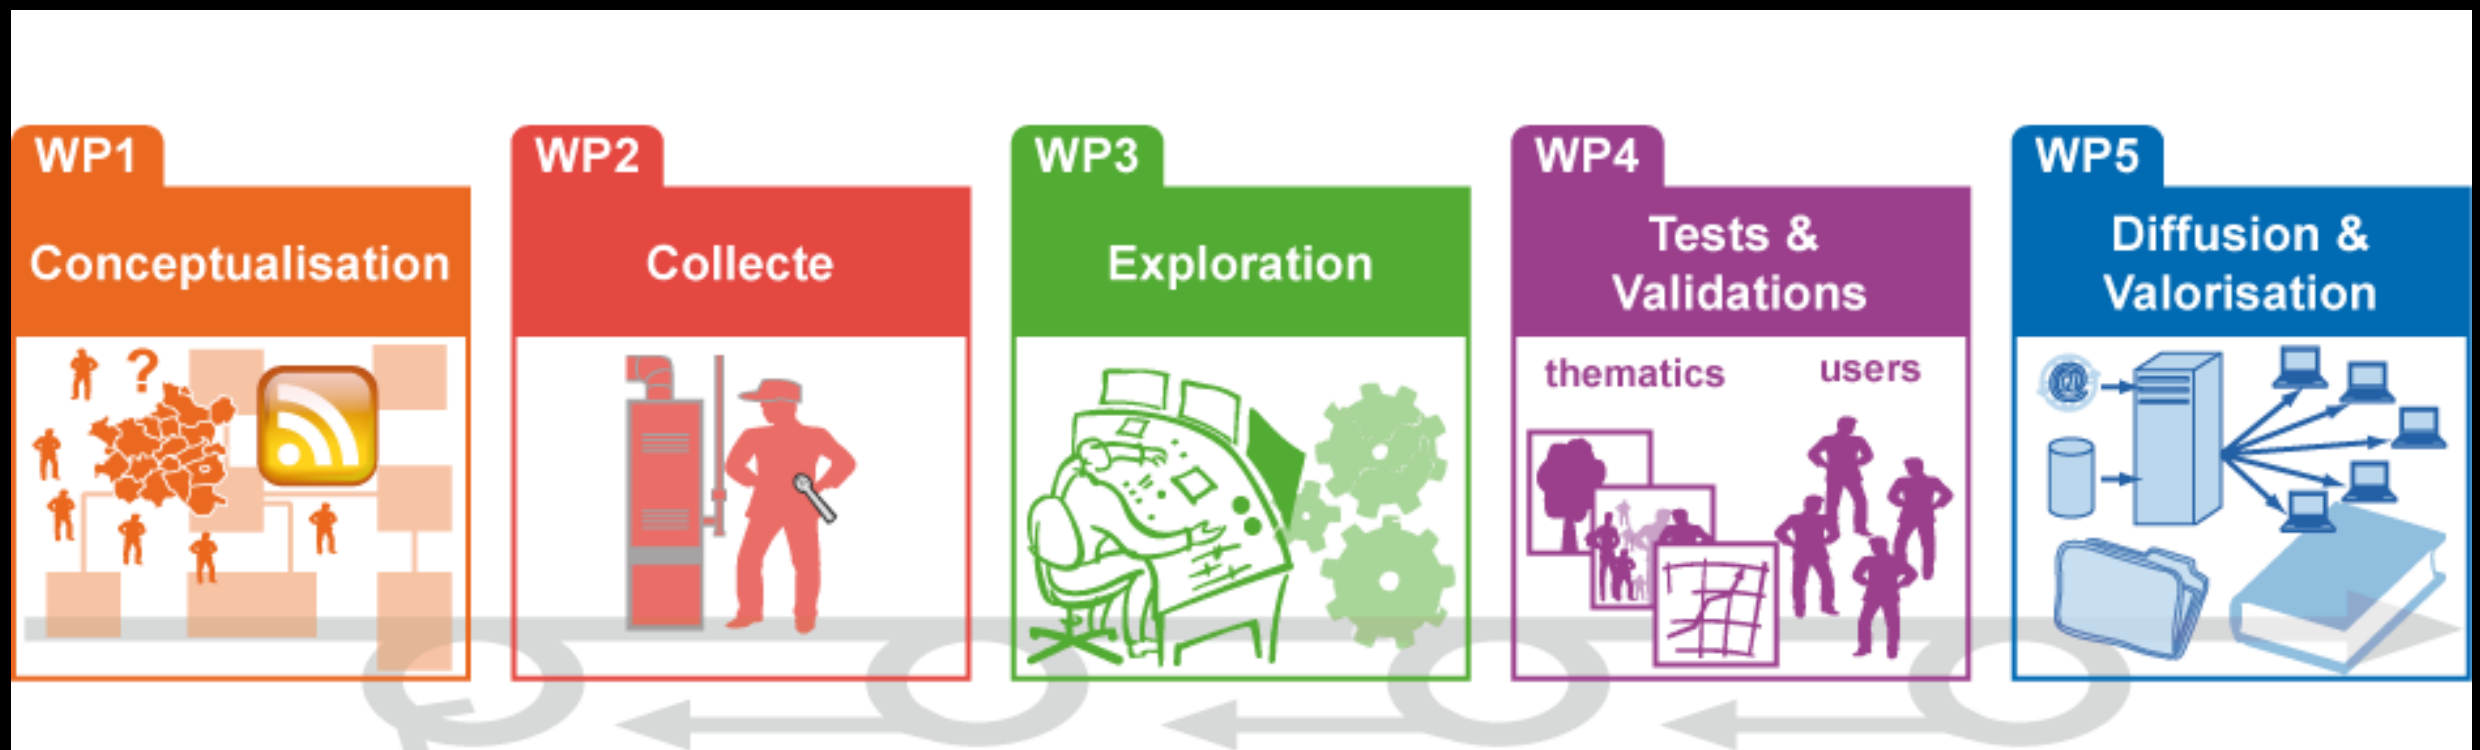 WP1
Conceptualisation
?
WP2
Collecte
WP3
Exploration
WP4
Tests &
Validations
thematics
users
WP5
Diffusion &
Valorisation
@